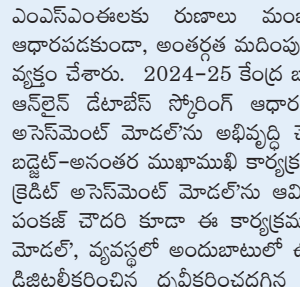 ఎంఎస్ఎంఈలకు రుణాలు మం
ఆధారపడకుండా, అంతర్గత మదింపు
వ్యక్తం చేశారు. 2024-25 కేంద్ర బ
ఆన్‌లైన్ డేటాబేస్ స్కోరింగ్ ఆధార
అసెస్‌మెంట్ మోడల్'ను అభివృద్ధి చ
బడ్జెట్-అనంతర ముఖాముఖి కార్యక్ర
క్రెడిట్ అసెస్‌మెంట్ మోడల్'ను ఆవి
పంకజ్ చౌదరి కూడా ఈ కార్యక్రమ
మోడల్', వ్యవస్థలో అందుబాటులో ఉ
డిజిటలీకరించిన ధృవీకరించదగిన